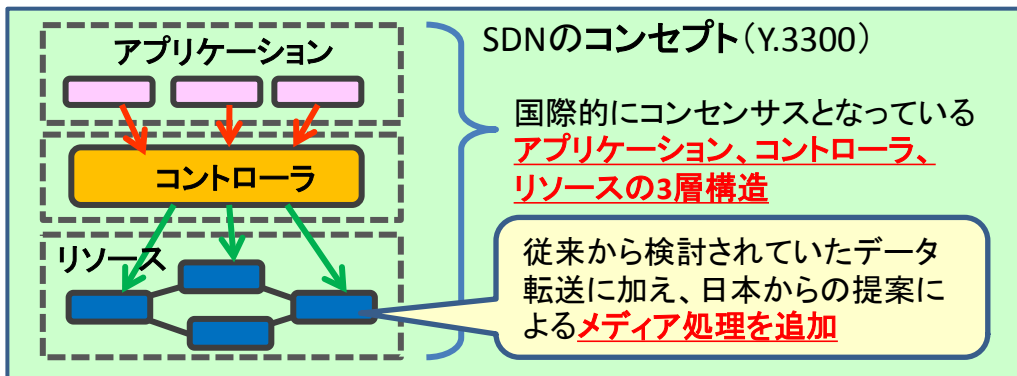 アプリケーション
コントローラ
リソース
SDNのコンセプト（Y.3300）
国際的にコンセンサスとなっている
アプリケーション、コントローラ、
リソースの3層構造
従来から検討されていたデータ
転送に加え、日本からの提案に
よるメディア処理を追加